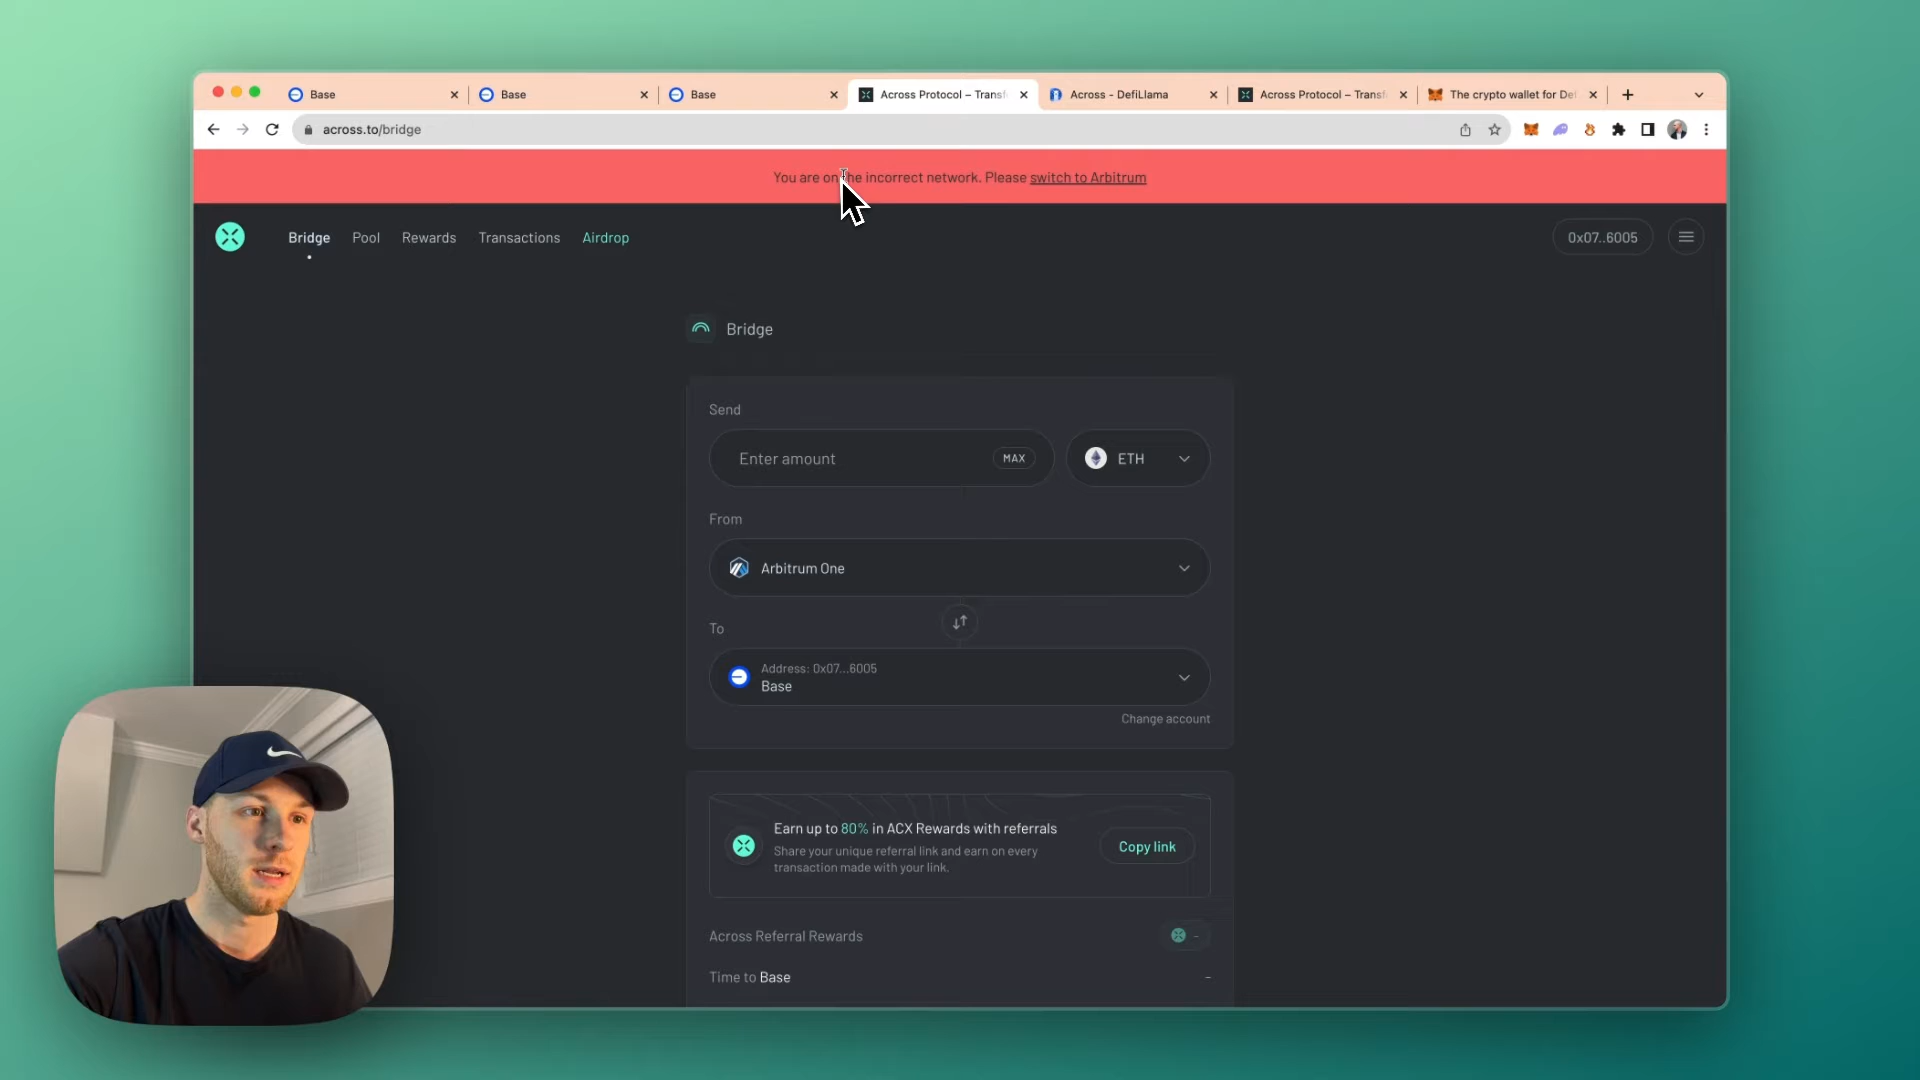 Base
Base
Base
Across Protocol – Transf
Across - DefiLlama
Across Protocol – Transf
The crypto wallet for Def
across.to/bridge
You are on the incorrect network. Please switch to Arbitrum
Bridge
Pool
Rewards
Transactions
Airdrop
0x07..6005
Bridge
Send
Enter amount
MAX
ETH
From
Arbitrum One
To
Address: 0x07...6005
Base
Change account
Earn up to 80% in ACX Rewards with referrals
Share your unique referral link and earn on every
transaction made with your link.
Copy link
Across Referral Rewards
-
Time to Base
-